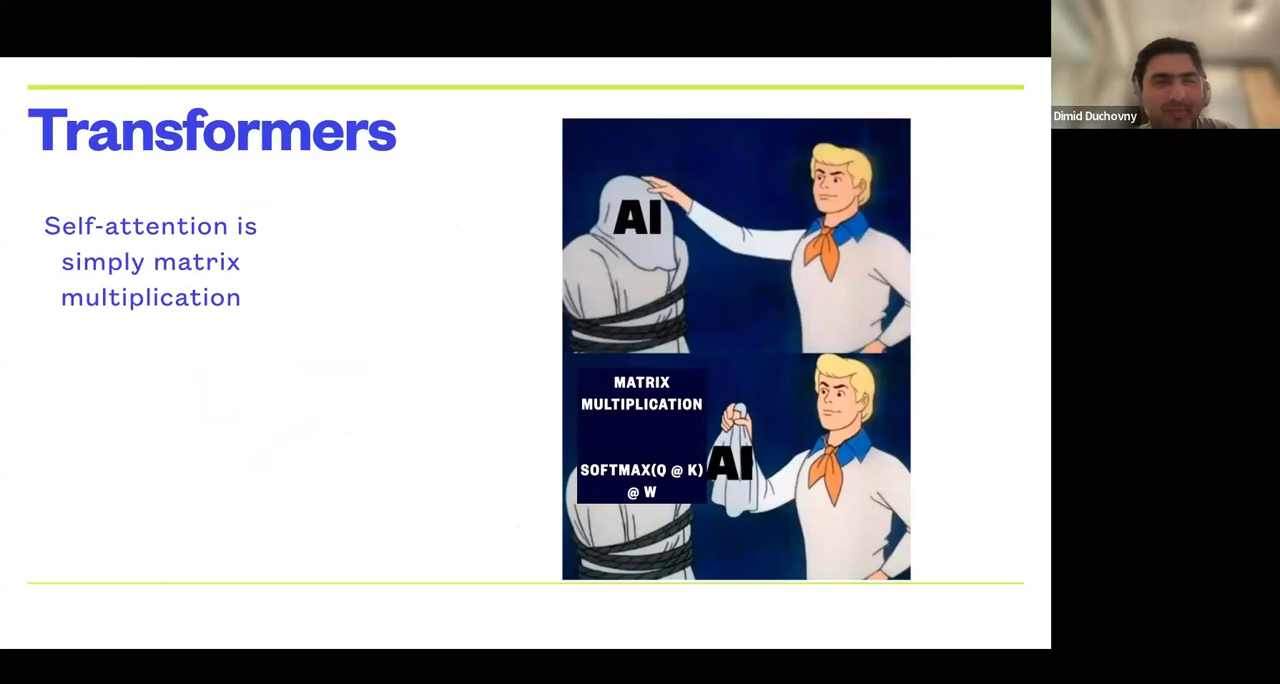 Transformers
Self-attention is
simply matrix
multiplication
AI
MATRIX
MULTIPLICATION
SOFTMAX(Q @ K)
@ W
AI
Dimid Duchovny